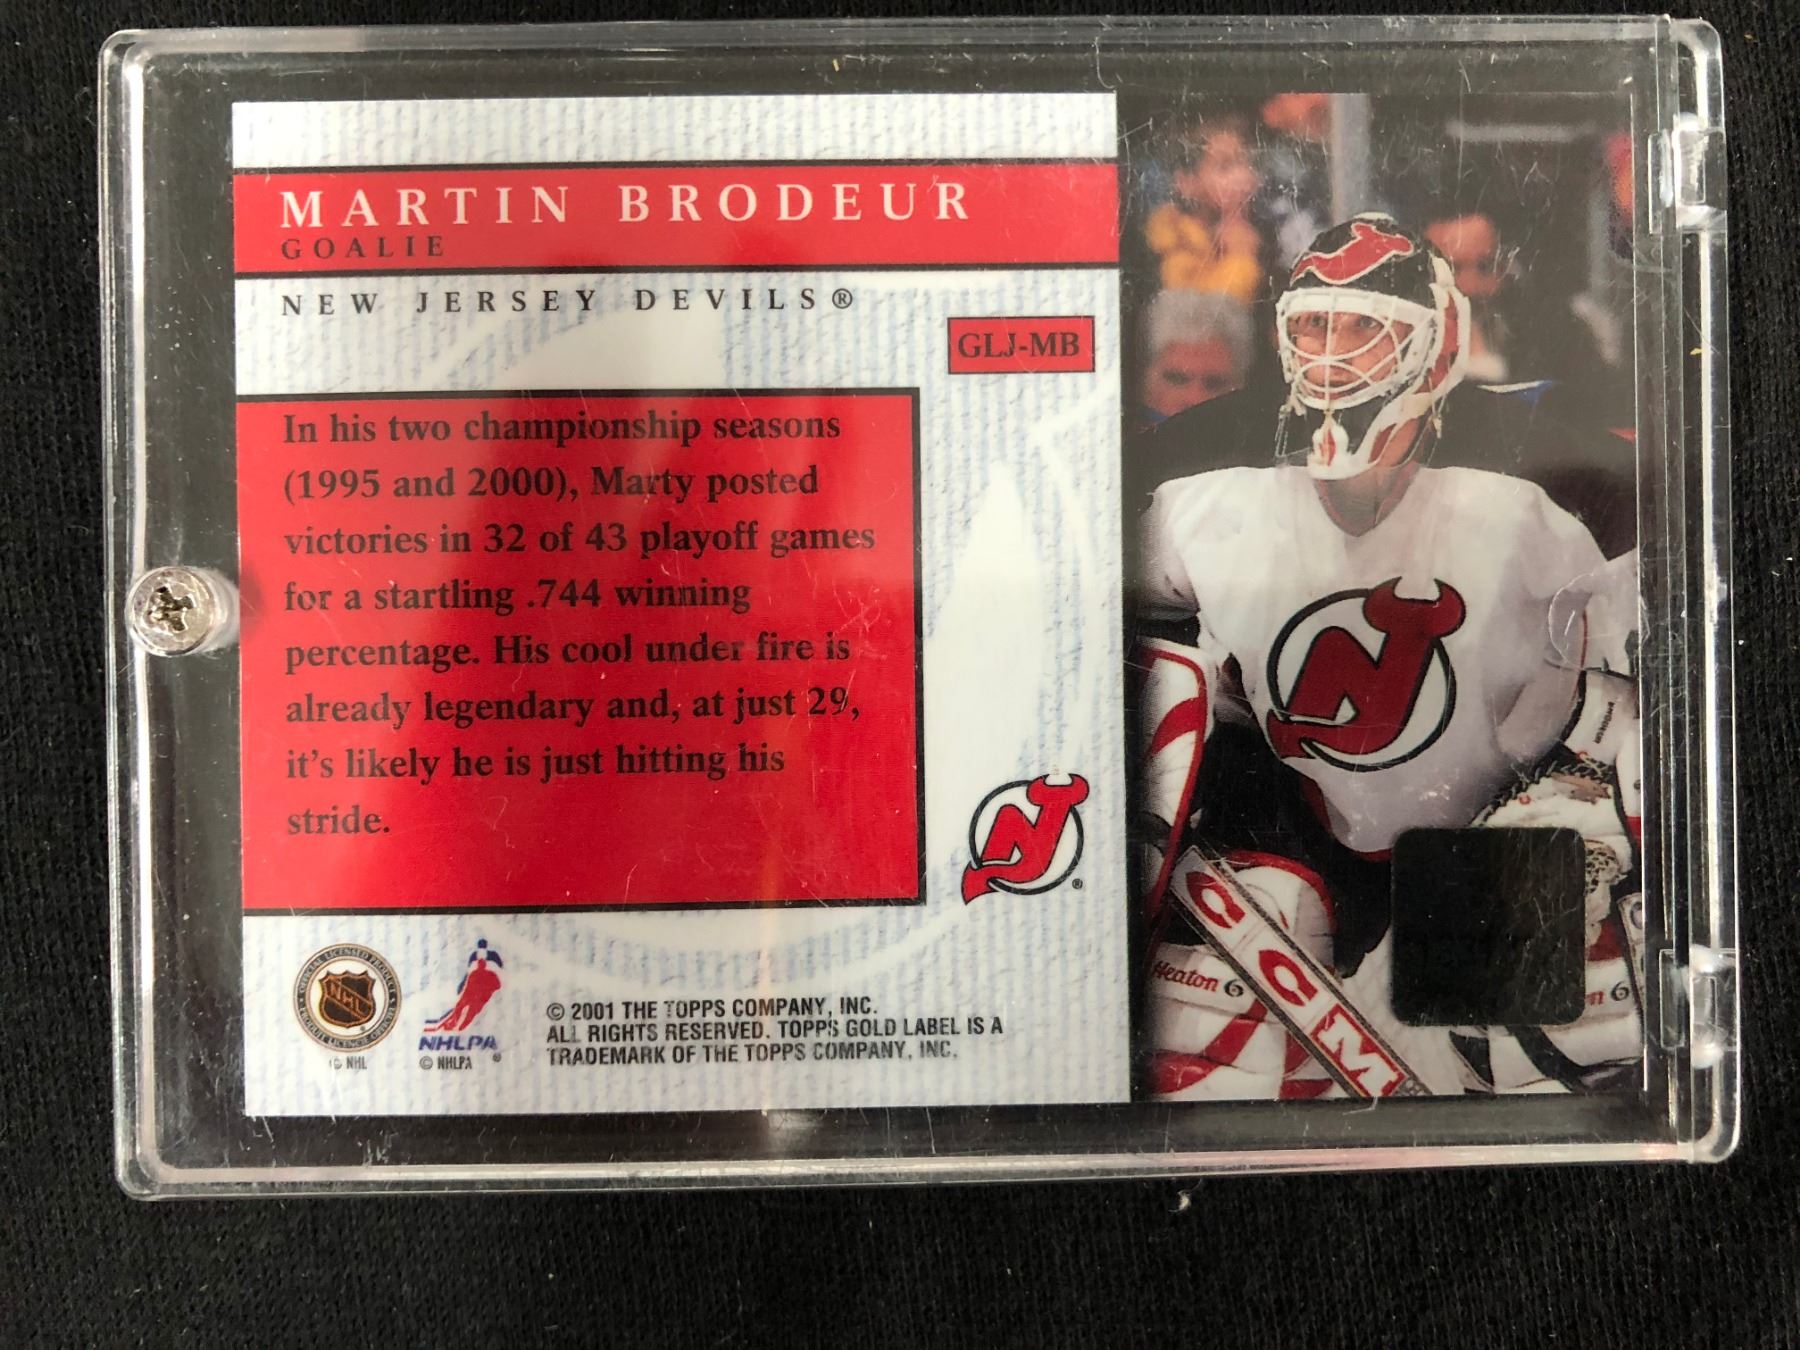 MARTIN BRODEUR
GOALIE
NEW JERSEY DEVILS®
GLJ-MB
In his two championship seasons
(1995 and 2000), Marty posted
victories in 32 of 43 playoff games
for a startling .744 winning
percentage. His cool under fire is
already legendary and, at just 29,
it's likely he is just hitting his
stride.
NHL
© NHL
NHLPA ®
© NHLPA
© 2001 THE TOPPS COMPANY, INC.
ALL RIGHTS RESERVED. TOPPS GOLD LABEL IS A
TRADEMARK OF THE TOPPS COMPANY, INC.
Heaton 6
CCM